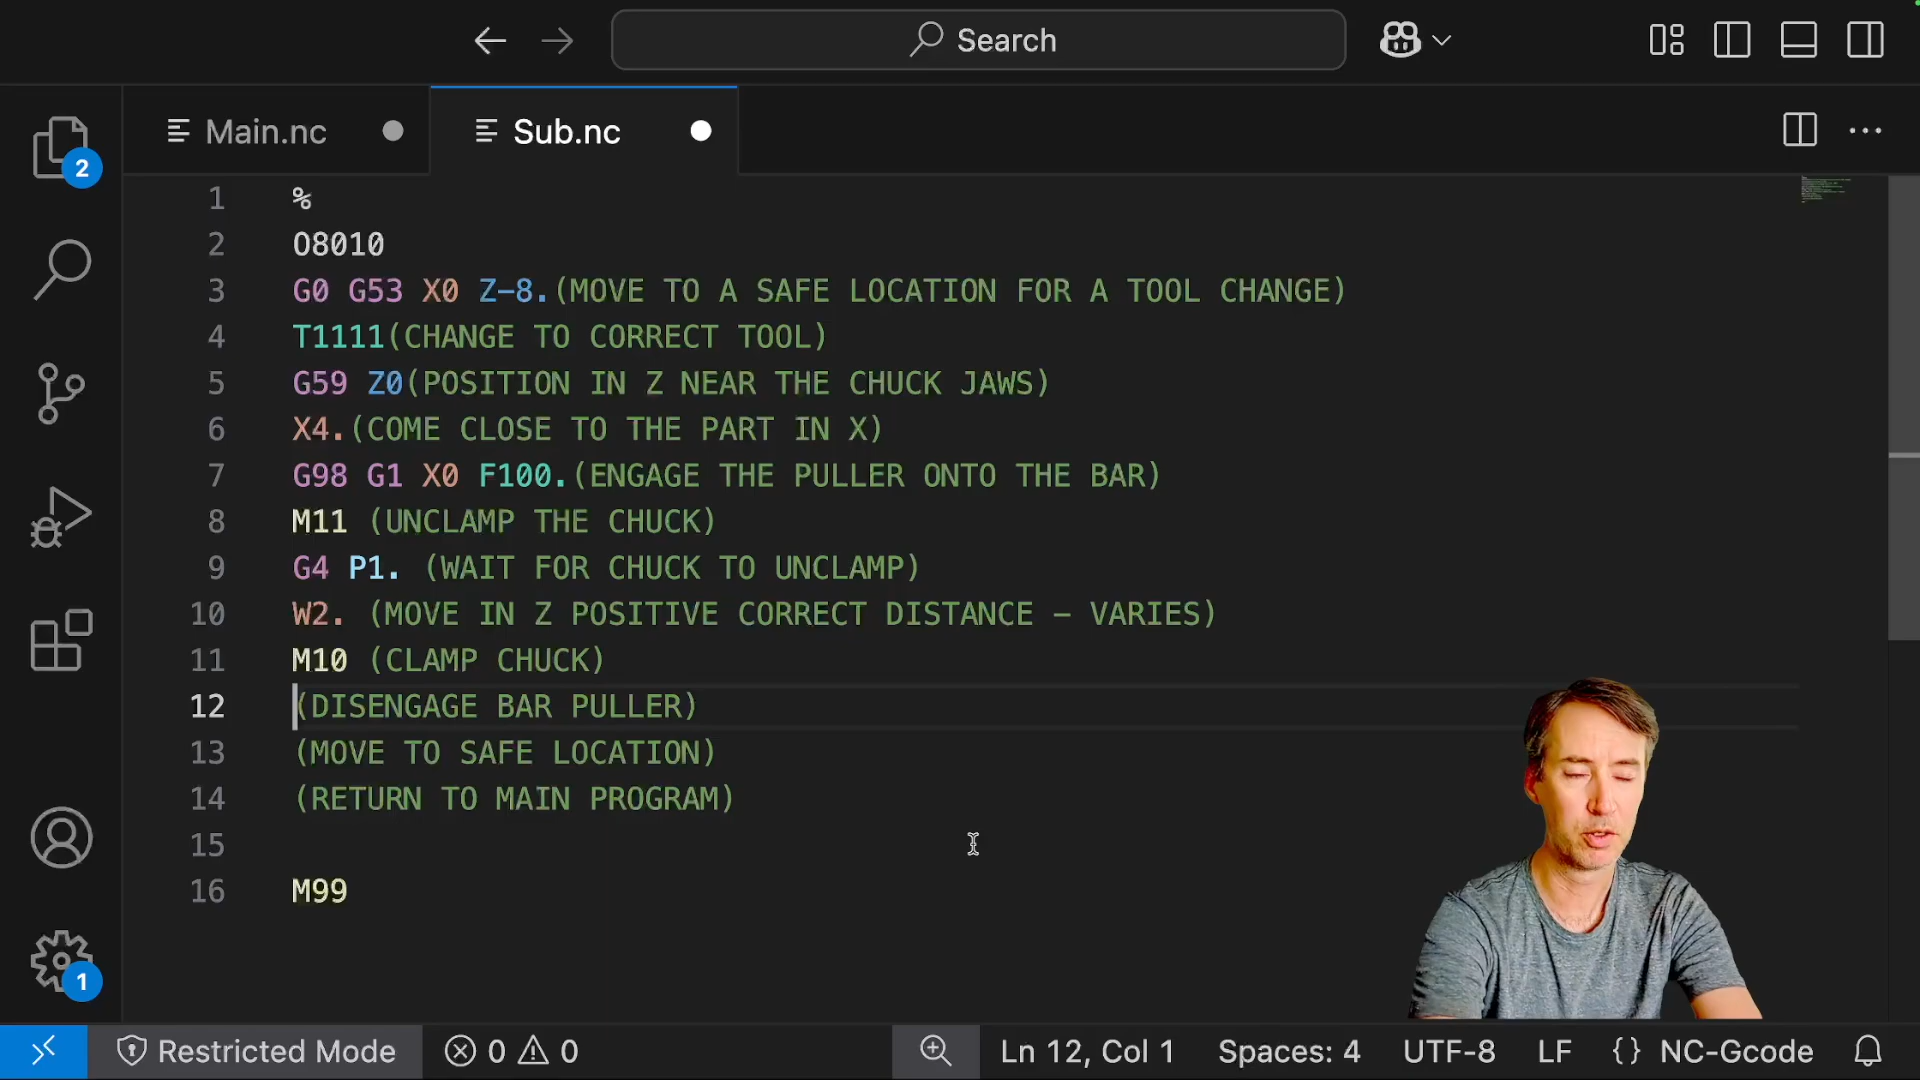 Search
Main.nc
Sub.nc
2
1 %
2 O8010
3 G0 G53 X0 Z-8.(MOVE TO A SAFE LOCATION FOR A TOOL CHANGE)
4 T1111(CHANGE TO CORRECT TOOL)
5 G59 Z0(POSITION IN Z NEAR THE CHUCK JAWS)
6 X4.(COME CLOSE TO THE PART IN X)
7 G98 G1 X0 F100.(ENGAGE THE PULLER ONTO THE BAR)
8 M11 (UNCLAMP THE CHUCK)
9 G4 P1. (WAIT FOR CHUCK TO UNCLAMP)
10 W2. (MOVE IN Z POSITIVE CORRECT DISTANCE - VARIES)
11 M10 (CLAMP CHUCK)
12 (DISENGAGE BAR PULLER)
13 (MOVE TO SAFE LOCATION)
14 (RETURN TO MAIN PROGRAM)
15
16 M99
1
Restricted Mode 0 0 Ln 12, Col 1 Spaces: 4 UTF-8 LF {} NC-Gcode